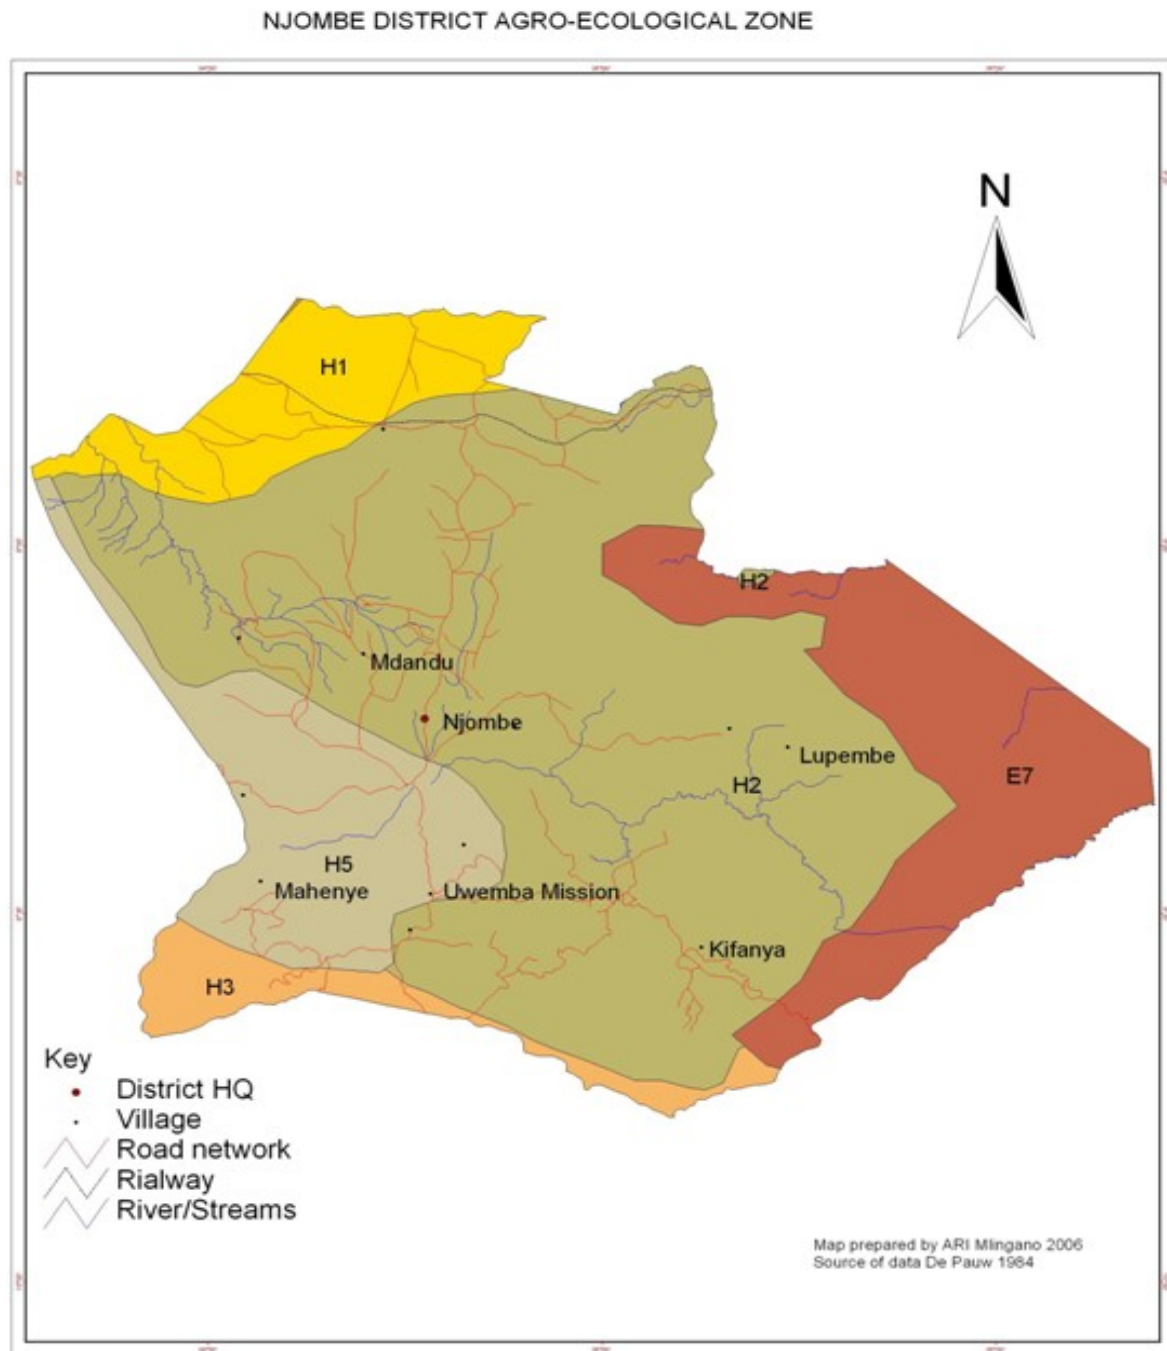 NJOMBE DISTRICT AGRO-ECOLOGICAL ZONE
N
H1
H2
Mdandu
Njombe
Lupembe
H2
E7
H5
Mahenye
Uwemba Mission
Kifanya
H3
Key
District HQ
Village
Road network
Rialway
River/Streams
Map prepared by ARI Mlingano 2006
Source of data De Pauw 1984